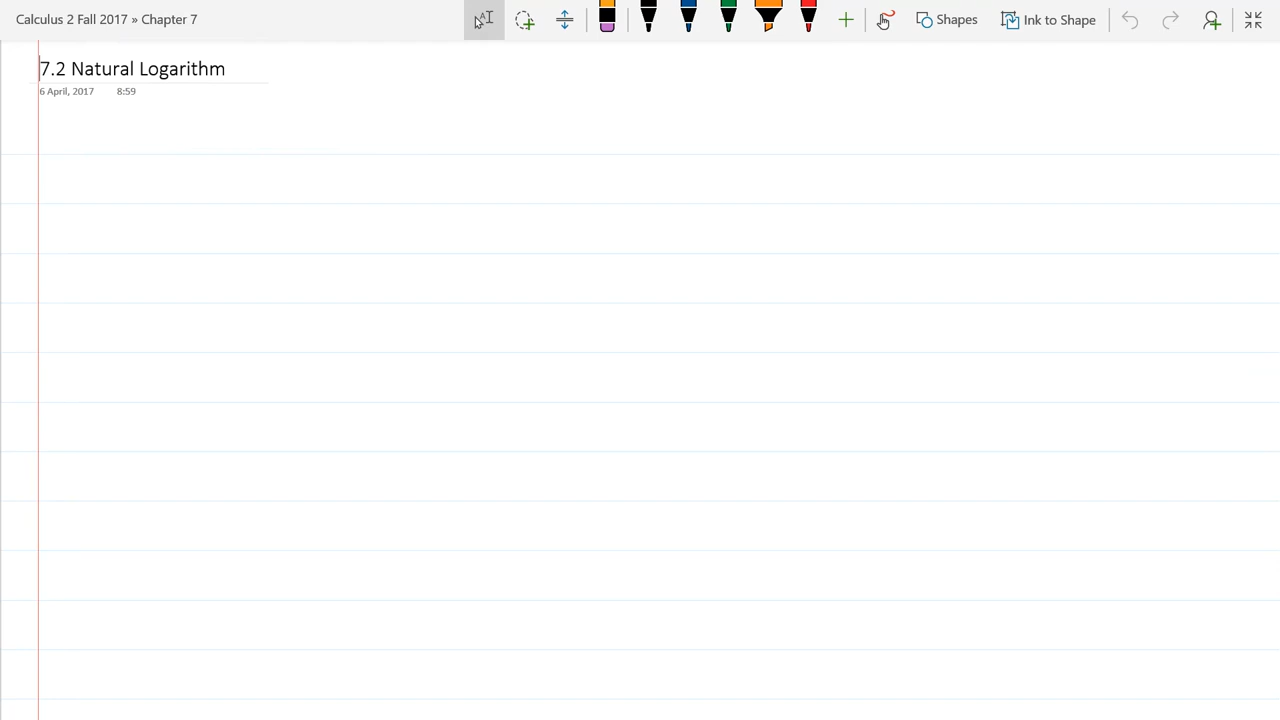 Calculus 2 Fall 2017 » Chapter 7
Shapes
Ink to Shape
7.2 Natural Logarithm
6 April, 2017 8:59